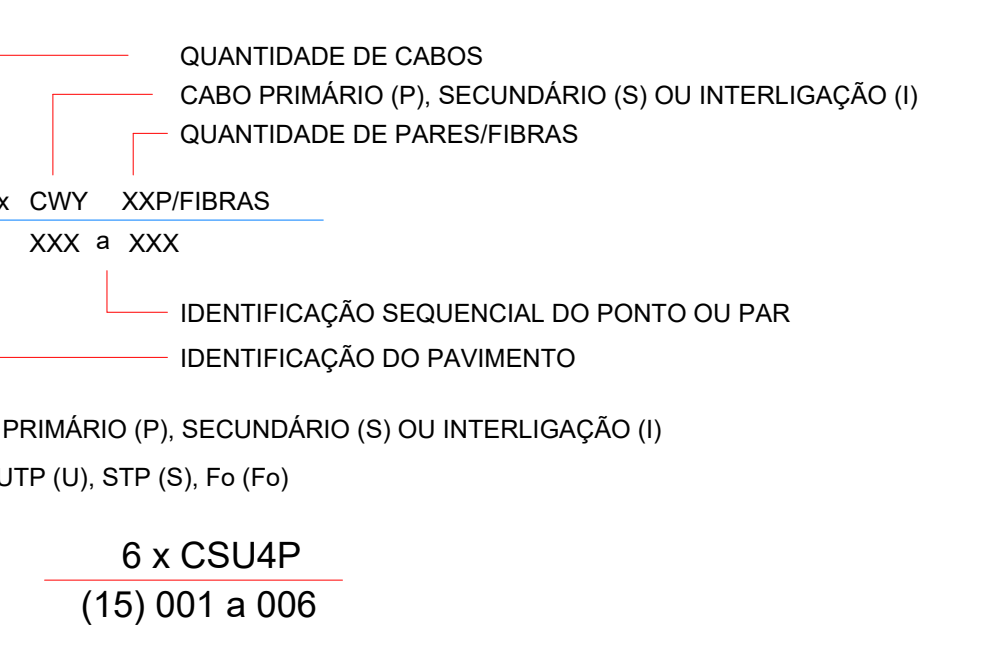 QUANTIDADE DE CABOS
CABO PRIMÁRIO (P), SECUNDÁRIO (S) OU INTERLIGAÇÃO (I)
QUANTIDADE DE PARES/FIBRAS
x CWY XXP/FIBRAS
XXX a XXX
IDENTIFICAÇÃO SEQUENCIAL DO PONTO OU PAR
IDENTIFICAÇÃO DO PAVIMENTO
PRIMÁRIO (P), SECUNDÁRIO (S) OU INTERLIGAÇÃO (I)
UTP (U), STP (S), Fo (Fo)
6 x CSU4P
(15) 001 a 006